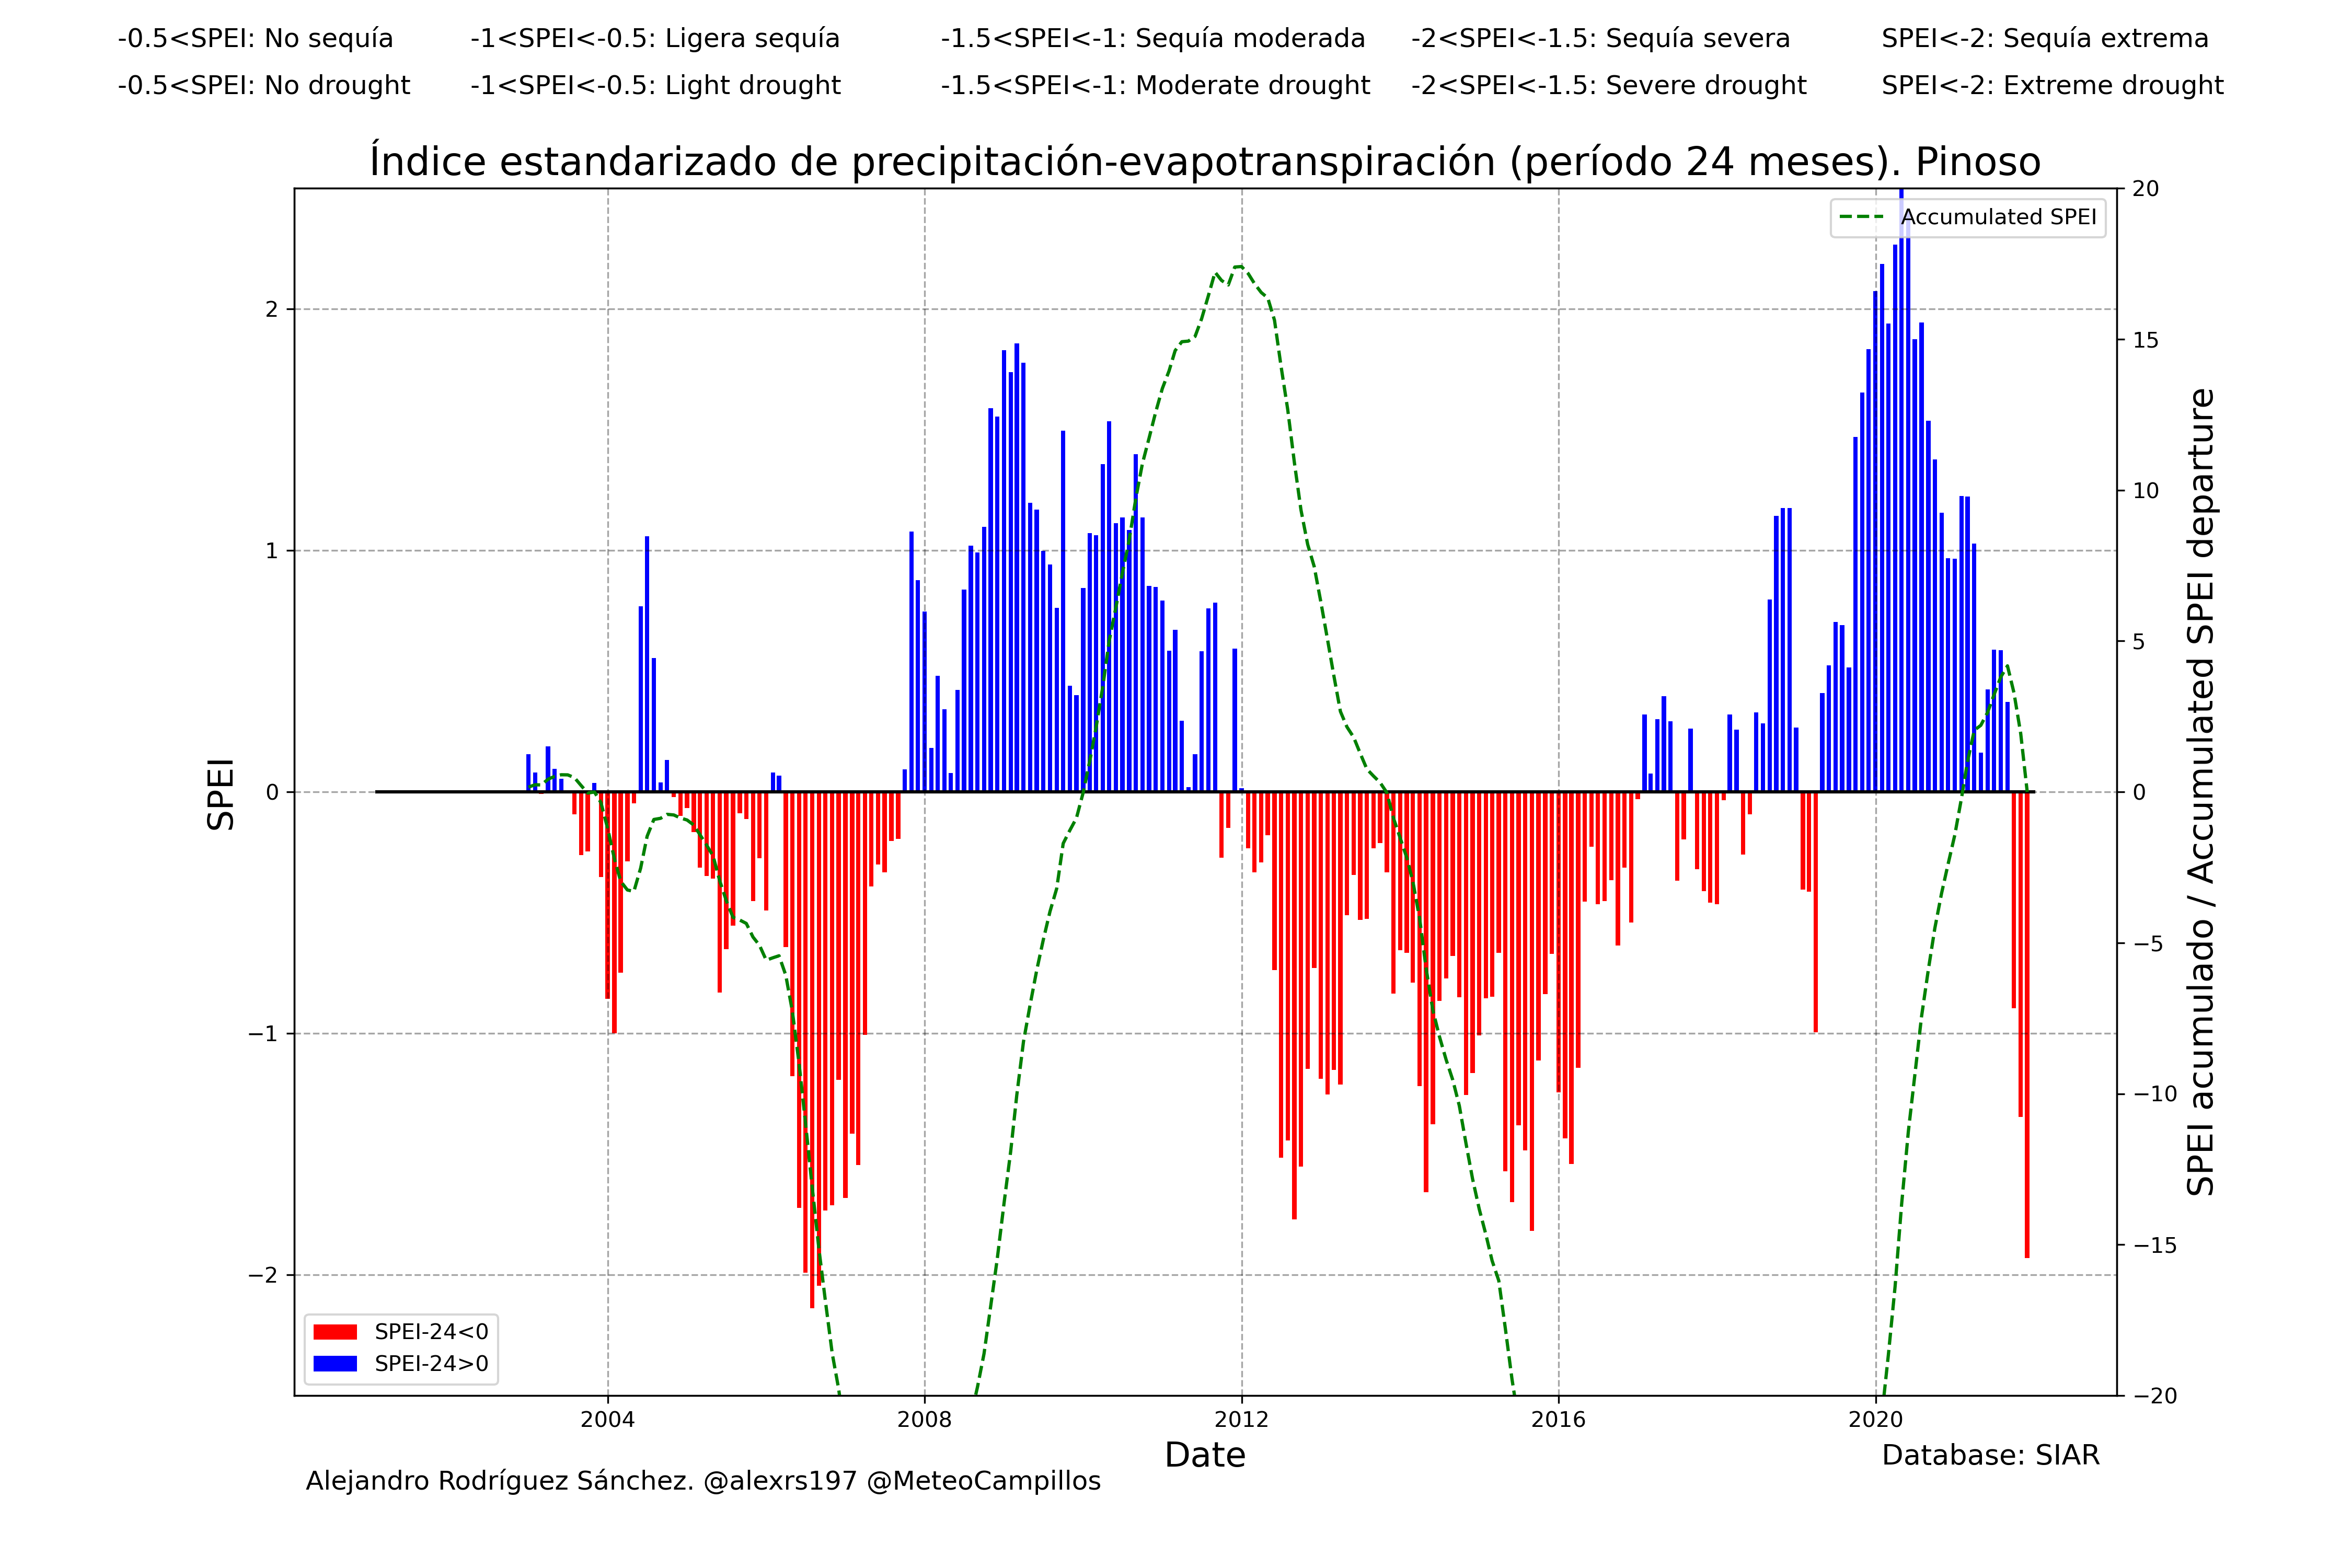 -0.5<SPEI: No sequía -1<SPEI<-0.5: Ligera sequía -1.5<SPEI<-1: Sequía moderada -2<SPEI<-1.5: Sequía severa SPEI<-2: Sequía extrema
-0.5<SPEI: No drought -1<SPEI<-0.5: Light drought -1.5<SPEI<-1: Moderate drought -2<SPEI<-1.5: Severe drought SPEI<-2: Extreme drought
Índice estandarizado de precipitación-evapotranspiración (período 24 meses). Pinoso
Accumulated SPEI
SPEI
2
1
0
−1
−2
20
15
10
5
0
−5
−10
−15
−20
SPEI acumulado / Accumulated SPEI departure
SPEI-24<0
SPEI-24>0
2004 2008 2012 2016 2020
Date
Database: SIAR
Alejandro Rodríguez Sánchez. @alexrs197 @MeteoCampillos